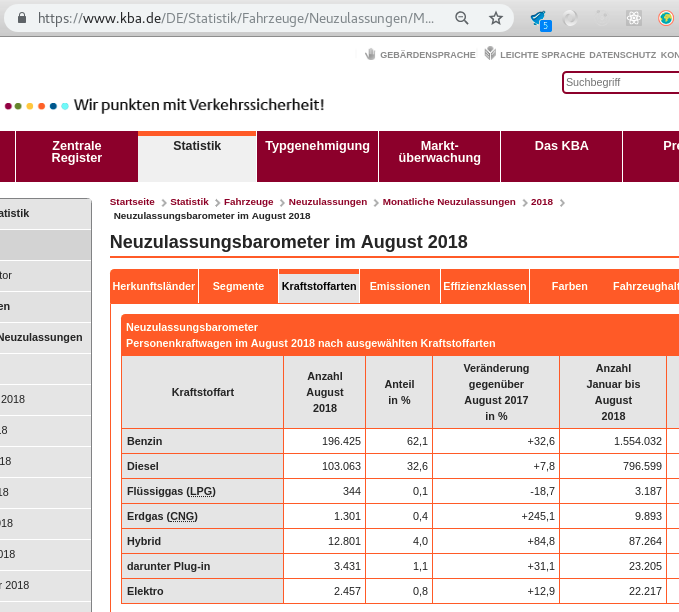 https://www.kba.de/DE/Statistik/Fahrzeuge/Neuzulassungen/M...
5
GEBÄRDENSPRACHE LEICHTE SPRACHE DATENSCHUTZ KON
Suchbegriff
Wir punkten mit Verkehrssicherheit!
Zentrale Register
Statistik
Typgenehmigung
Markt-
überwachung
Das KBA
Pre
Startseite Statistik Fahrzeuge Neuzulassungen Monatliche Neuzulassungen 2018
Neuzulassungsbarometer im August 2018
atistik
tor
en
Neuzulassungen
2018
18
18
18
2018
2018
r 2018
Neuzulassungsbarometer im August 2018
Herkunftsländer Segmente Kraftstoffarten Emissionen Effizienzklassen Farben Fahrzeughalt
Neuzulassungsbarometer
Personenkraftwagen im August 2018 nach ausgewählten Kraftstoffarten
Kraftstoffart
Anzahl
August
2018
Anteil
in %
Veränderung
gegenüber
August 2017
in %
Anzahl
Januar bis
August
2018
Benzin 196.425 62,1 +32,6 1.554.032
Diesel 103.063 32,6 +7,8 796.599
Flüssiggas (LPG) 344 0,1 -18,7 3.187
Erdgas (CNG) 1.301 0,4 +245,1 9.893
Hybrid 12.801 4,0 +84,8 87.264
darunter Plug-in 3.431 1,1 +31,1 23.205
Elektro 2.457 0,8 +12,9 22.217